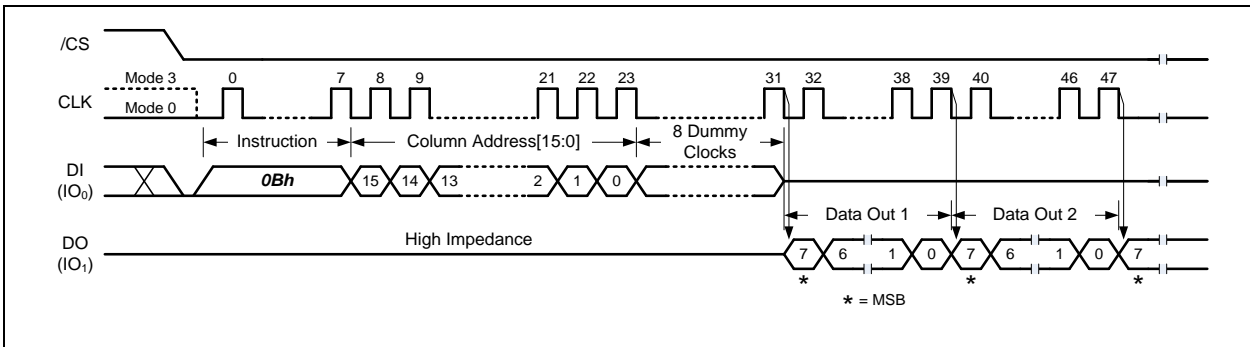 /CS
Mode 3 0 7 8 9 21 22 23 31 32 38 39 40 46 47
CLK
Mode 0
Instruction Column Address[15:0] 8 Dummy Clocks
DI
(IO0)
0Bh 15 14 13 2 1 0
Data Out 1 Data Out 2
DO
(IO1)
High Impedance
7 6 1 0 7 6 1 0 7
* * *
* = MSB